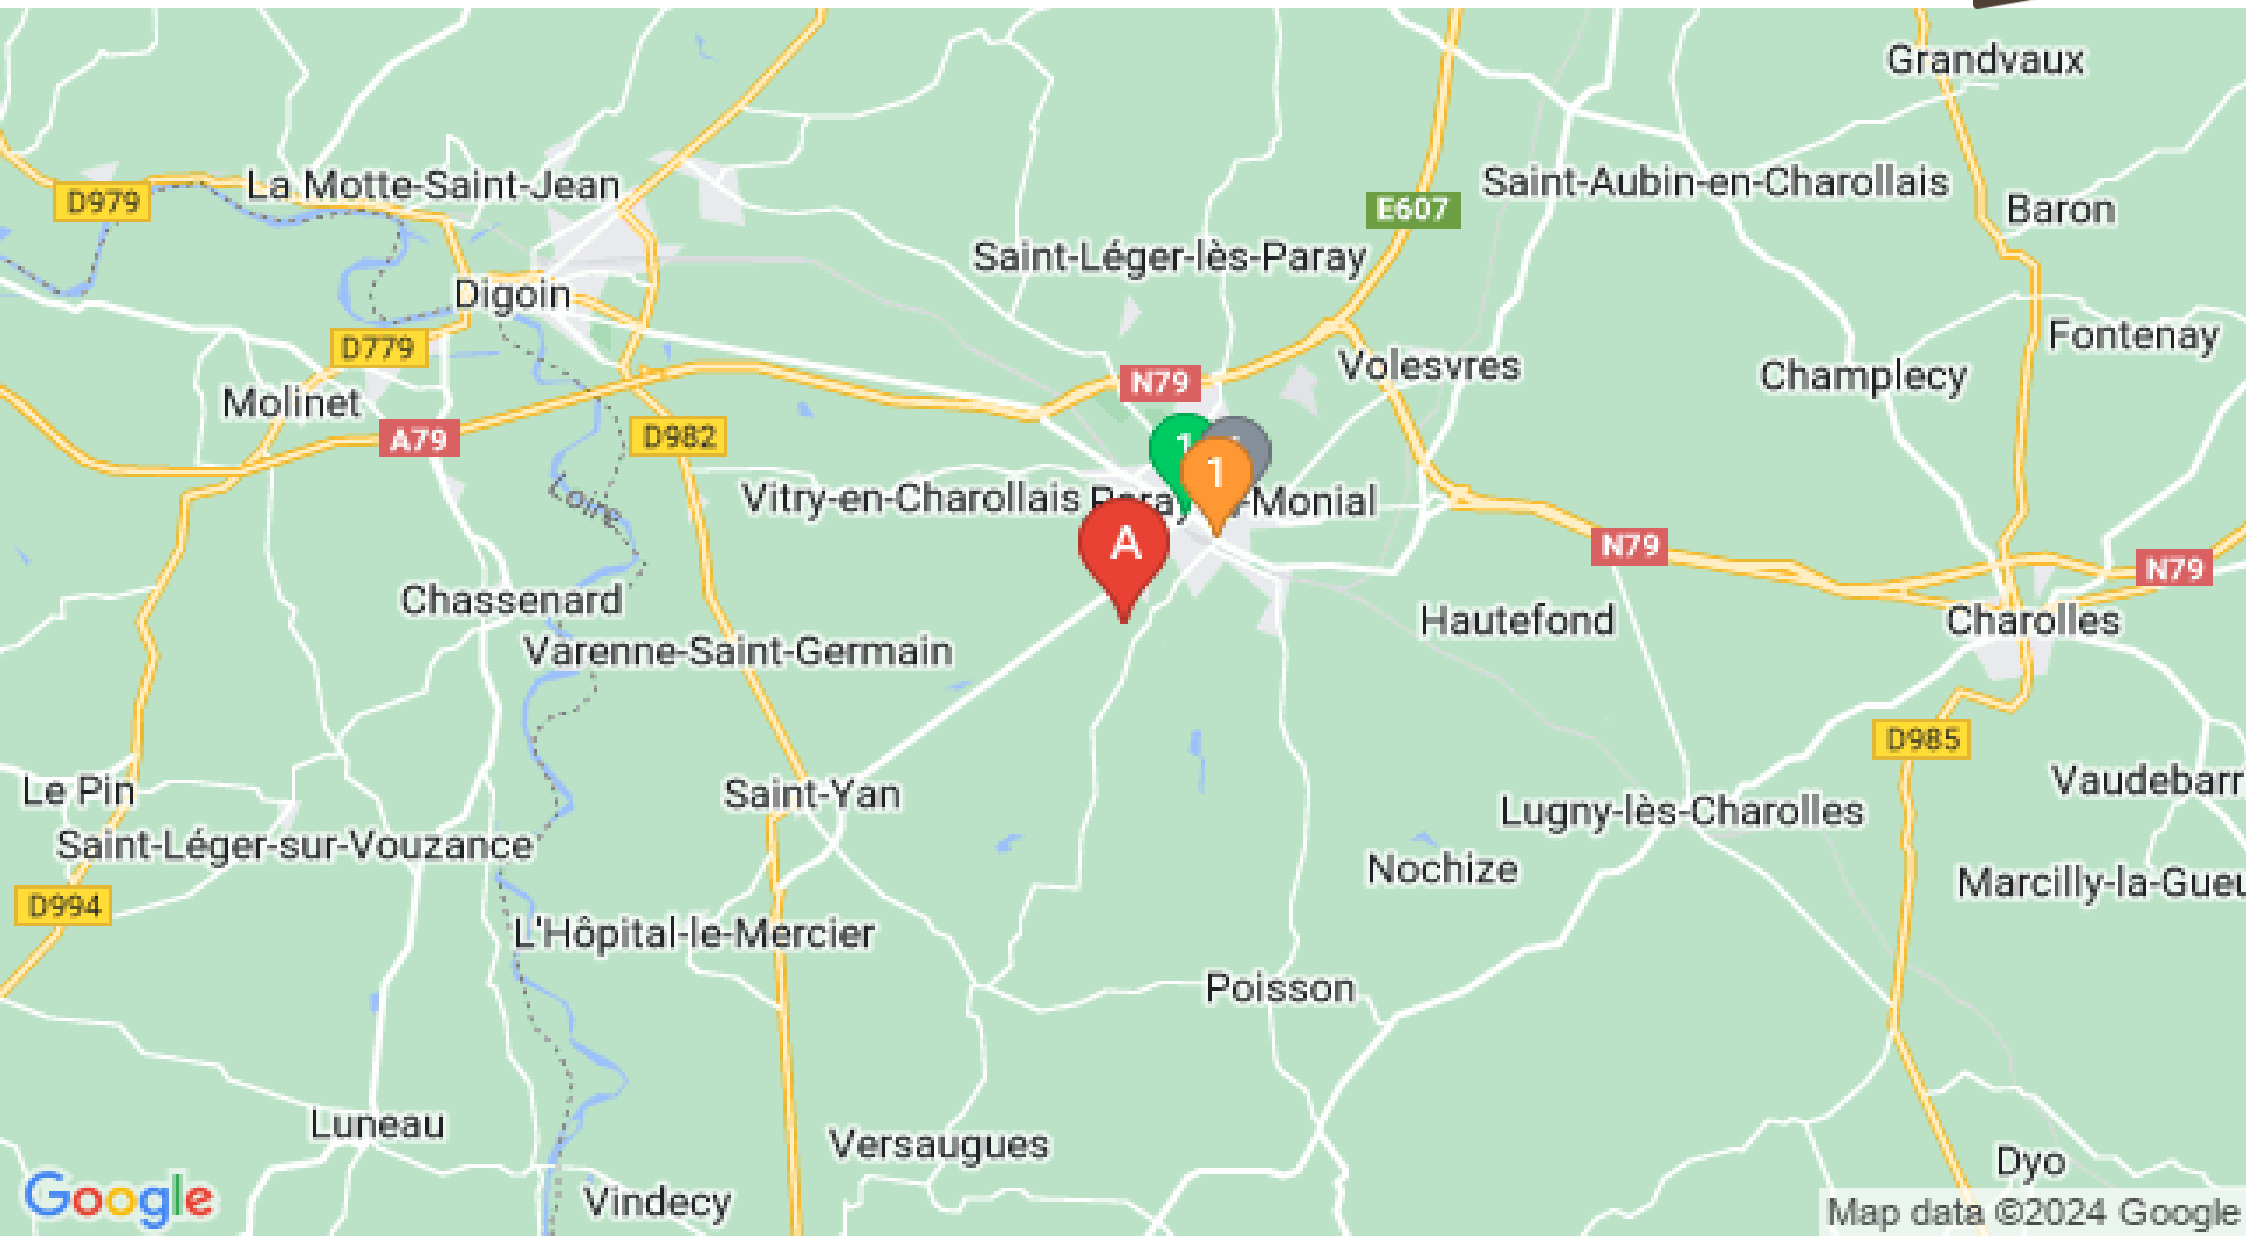 Grandvaux
La Motte-Saint-Jean
Saint-Aubin-en-Charollais
D979
E607
Baron
Saint-Léger-lès-Paray
Digoin
D779
Fontenay
Volesvres
Champlecy
N79
Molinet
A79
D982
1
1
Loire
Vitry-en-Charollais
Monial
A
N79
N79
Chassenard
Hautefond
Charolles
Varenne-Saint-Germain
D985
Le Pin
Saint-Yan
Vaudebarr
Lugny-lès-Charolles
Saint-Léger-sur-Vouzance
Nochize
Marcilly-la-Gueu
D994
L'Hôpital-le-Mercier
Poisson
Luneau
Versaugues
Dyo
Google
Vindecy
Map data ©2024 Google